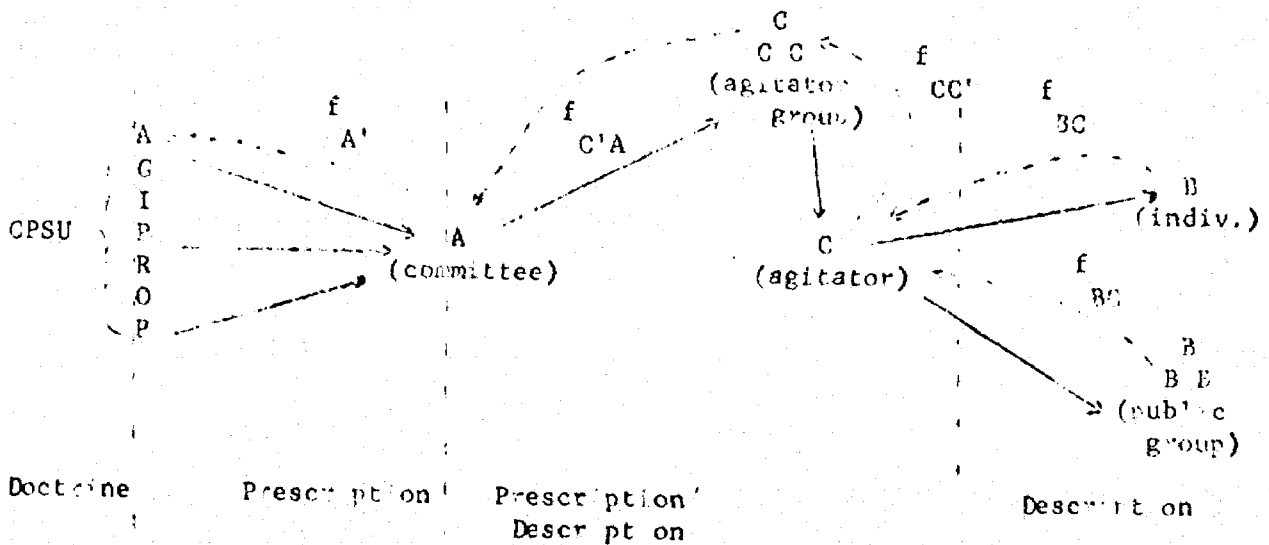 C
C C
(agitator
group)
f
CC'
f
BC
f
C'A
f
A'
CPSU
A
G
I
P
R
O
P
A
(committee)
C
(agitator)
B
(indiv.)
f
BC
B
B B
(public
group)
Doctrine
Prescription
Prescription/
Description
Description